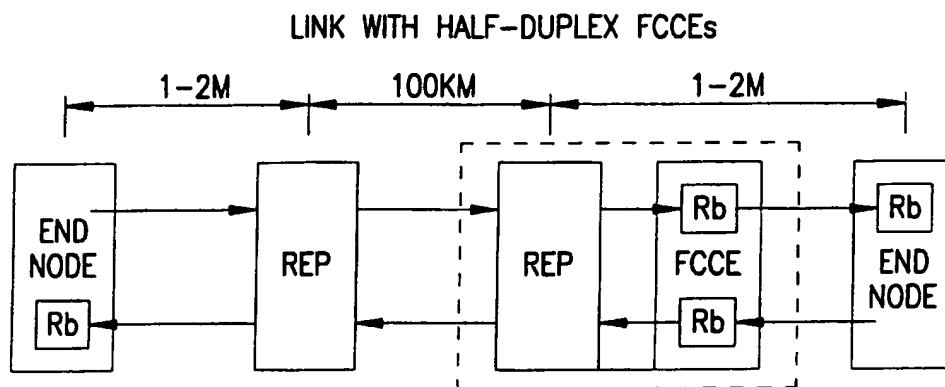 LINK WITH HALF-DUPLEX FCCEs
1-2M 100KM 1-2M
END
NODE
Rb
REP
REP
Rb
FCCE
Rb
Rb
END
NODE